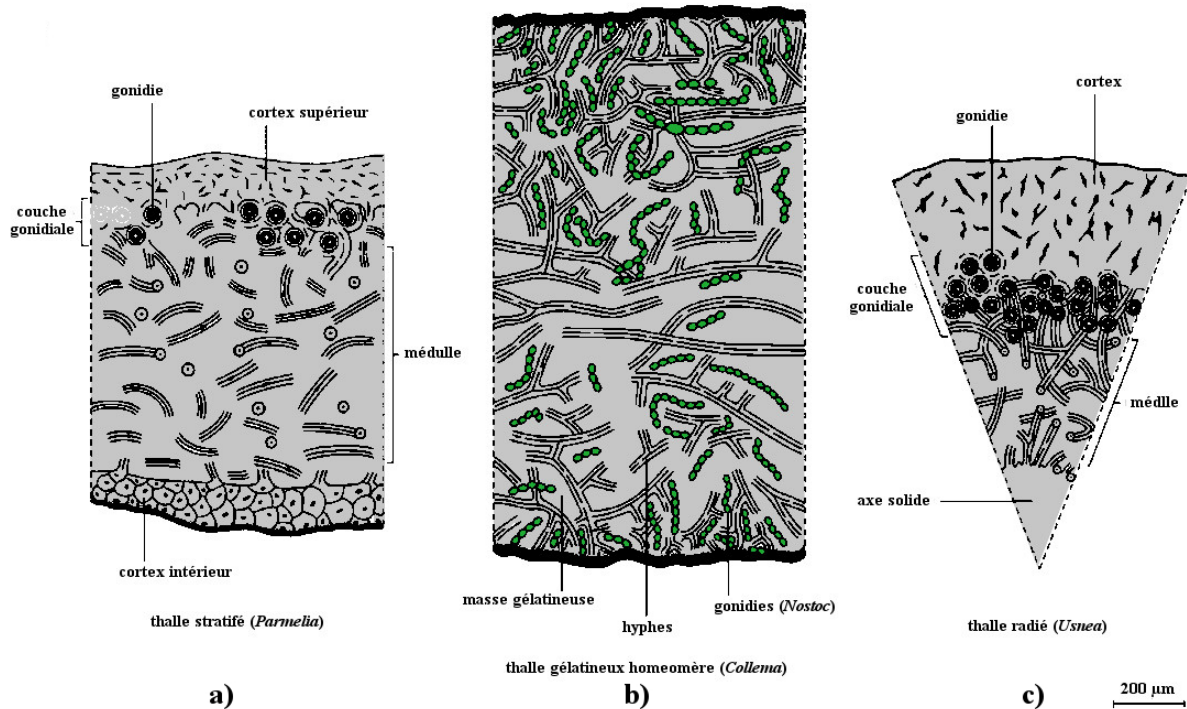 gonidie
cortex supérieur
couche
gonidiale
médulle
cortex intérieur
thalle stratifé (Parmelia)
a)
masse gélatineuse
hyphes
gonidies (Nostoc)
thalle gélatineux homeomère (Collema)
b)
cortex
gonidie
couche
gonidiale
médlle
axe solide
thalle radié (Usnea)
c)
200 µm